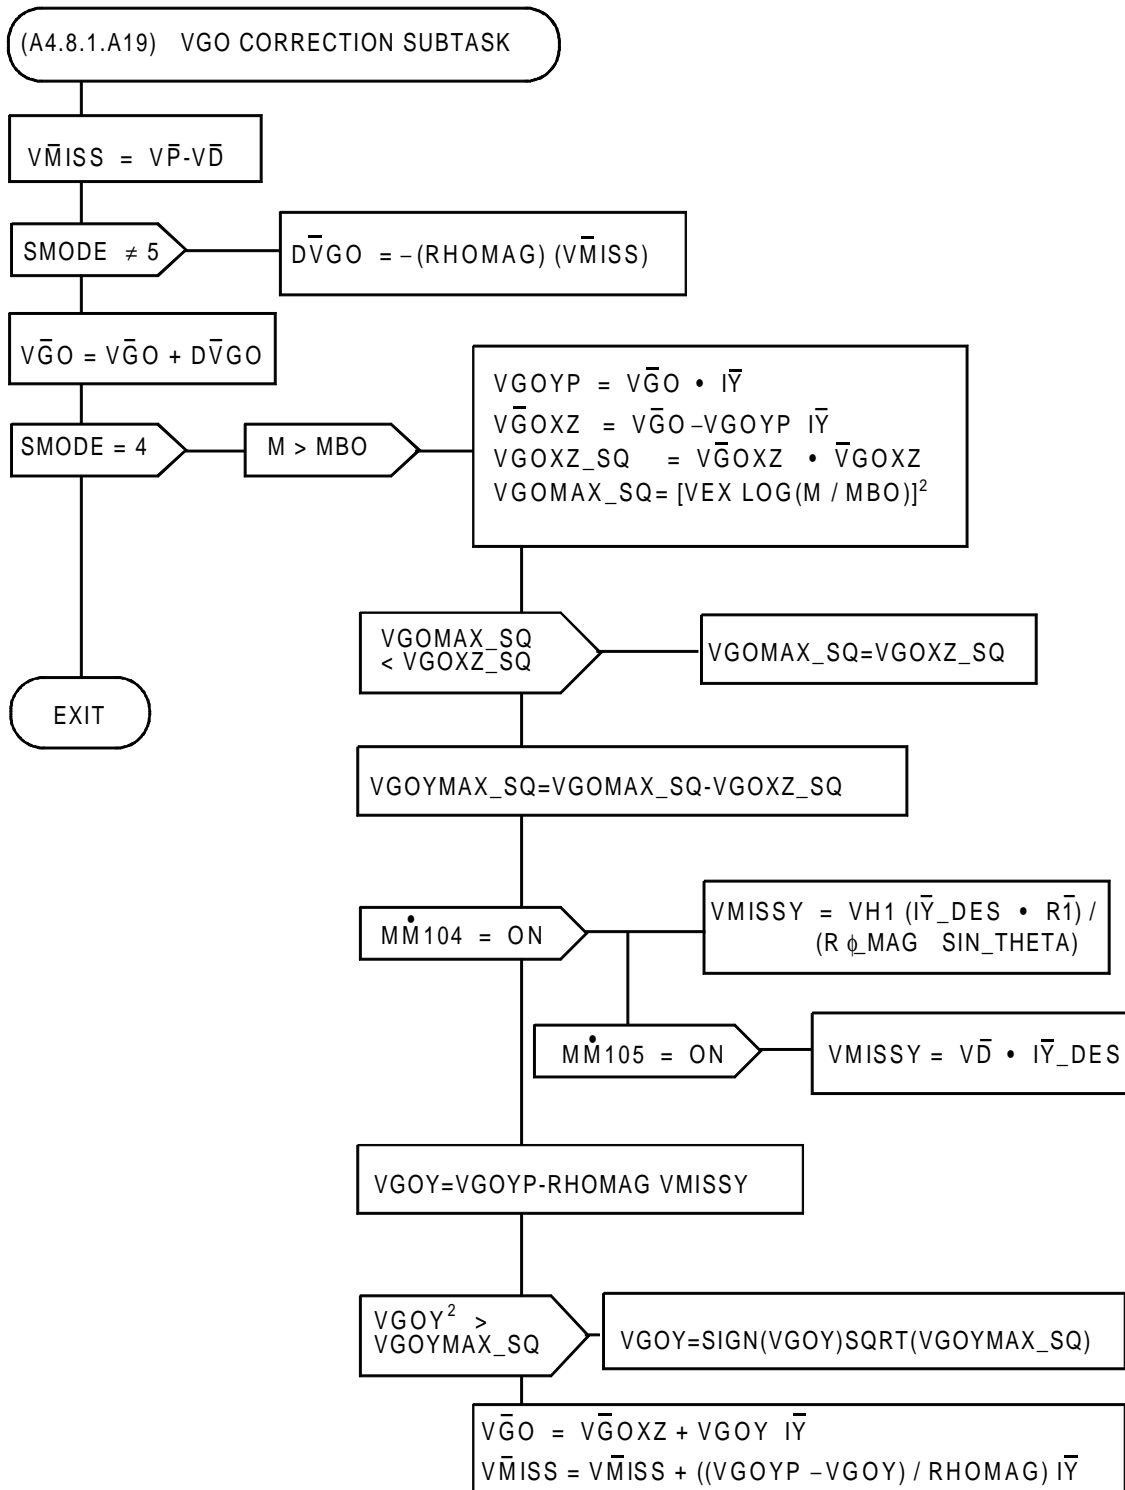 (A4.8.1.A19) VGO CORRECTION SUBTASK
VM̄ISS = VP̄-VD̄
SMODE ≠ 5
DV̄GO = –(RHOMAG) (VM̄ISS)
VḠO = VḠO + DV̄GO
SMODE = 4
M > MBO
VGOYP = VḠO • IȲ
VḠOXZ = VḠO –VGOYP IȲ
VGOXZ_SQ = VḠOXZ • V̄GOXZ
VGOMAX_SQ= [VEX LOG(M / MBO)]²
VGOMAX_SQ
< VGOXZ_SQ
VGOMAX_SQ=VGOXZ_SQ
EXIT
VGOYMAX_SQ=VGOMAX_SQ-VGOXZ_SQ
MṀ104 = ON
VMISSY = VH1 (IȲ_DES • R1̄) /
(R ϕ_MAG SIN_THETA)
MṀ105 = ON
VMISSY = VD̄ • IȲ_DES
VGOY=VGOYP-RHOMAG VMISSY
VGOY² >
VGOYMAX_SQ
VGOY=SIGN(VGOY)SQRT(VGOYMAX_SQ)
VḠO = VḠOXZ + VGOY IȲ
VM̄ISS = VM̄ISS + ((VGOYP –VGOY) / RHOMAG) IȲ